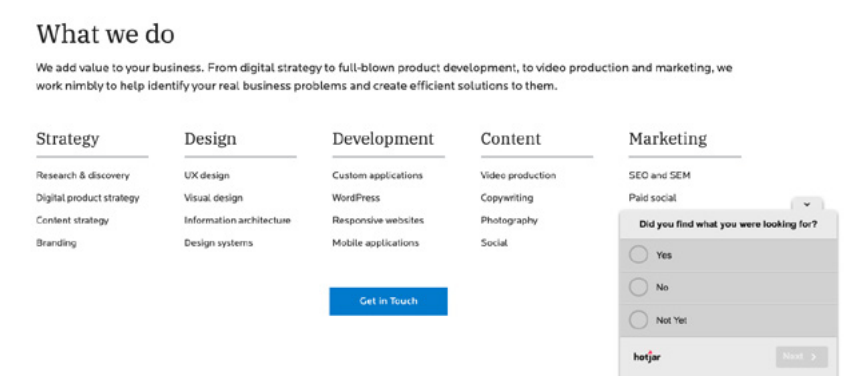 What we do
We add value to your business. From digital strategy to full-blown product development, to video production and marketing, we
work nimbly to help identify your real business problems and create efficient solutions to them.
Strategy
Research & discovery
Digital product strategy
Content strategy
Branding
Design
UX design
Visual design
Information architecture
Design systems
Development
Custom applications
WordPress
Responsive websites
Mobile applications
Content
Video production
Copywriting
Photography
Social
Marketing
SEO and SEM
Paid social
Get in Touch
Did you find what you were looking for?
Yes
No
Not Yet
hotjar
Next